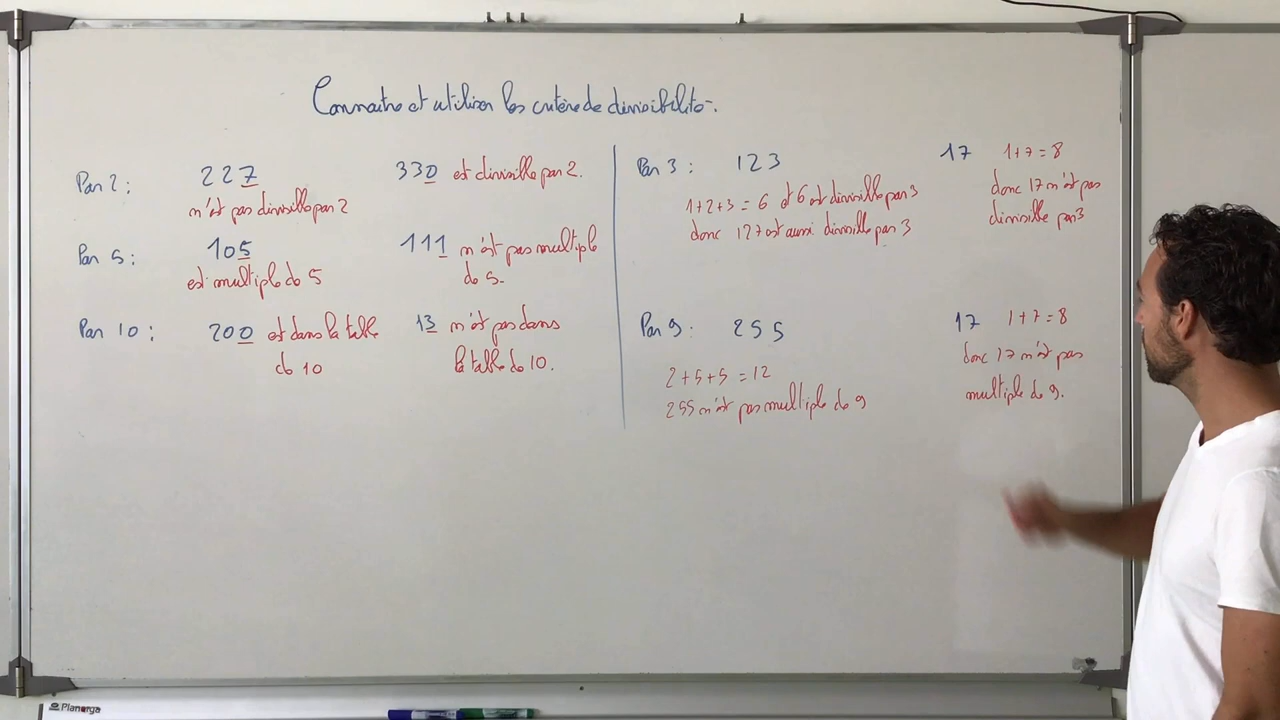 Connaitre et utiliser les critère de divisibilité.
Par 2 :
227
n'est pas divisible par 2
330 est divisible par 2.
Par 5 :
105
est multiple de 5
111 n'est pas multiple
de 5.
Par 10 :
200 est dans la table
de 10
13 n'est pas dans
la table de 10.
Par 3 :
123
1+2+3 = 6 et 6 est divisible par 3
donc 127 est aussi divisible par 3
17 1+7=8
donc 17 n'est pas
divisible par 3
Par 9 :
255
2+5+5 = 12
255 n'est pas multiple de 9
17 1+7=8
donc 17 n'est pas
multiple de 9.
Planorga